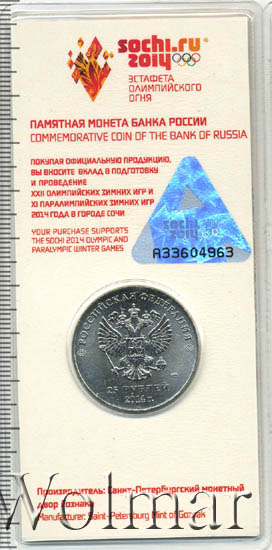 sochi.ru
2014
ЭСТАФЕТА
ОЛИМПИЙСКОГО
ОГНЯ
ПАМЯТНАЯ МОНЕТА БАНКА РОССИИ
COMMEMORATIVE COIN OF THE BANK OF RUSSIA
ПОКУПАЯ ОФИЦИАЛЬНУЮ ПРОДУКЦИЮ,
ВЫ ВНОСИТЕ ВКЛАД В ПОДГОТОВКУ
И ПРОВЕДЕНИЕ
XXII ОЛИМПИЙСКИХ ЗИМНИХ ИГР И
XI ПАРАЛИМПИЙСКИХ ЗИМНИХ ИГР
2014 ГОДА В ГОРОДЕ СОЧИ
YOUR PURCHASE SUPPORTS
THE SOCHI 2014 OLYMPIC AND
PARALYMPIC WINTER GAMES
sochi
2014
A33604963
РОССИЙСКАЯ ФЕДЕРАЦИЯ
25 РУБЛЕЙ
2014 г.
Производитель: Санкт-Петербургский монетный
двор Гознака
Manufacturer: Saint-Petersburg Mint of Goznak
Wolmar